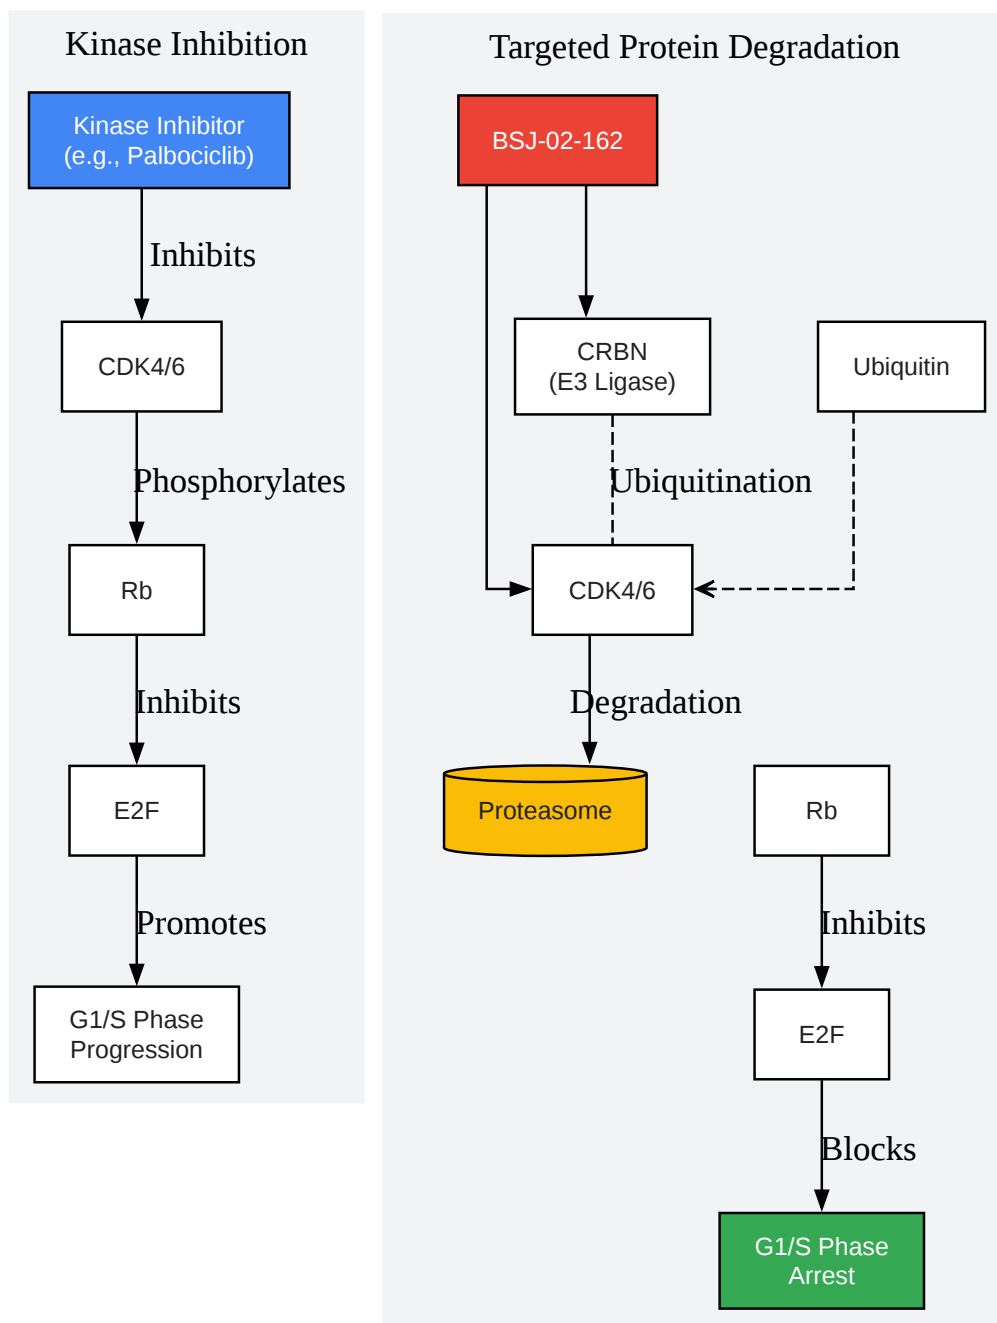 Kinase Inhibition
Kinase Inhibitor
(e.g., Palbociclib)
Inhibits
CDK4/6
Phosphorylates
Rb
Inhibits
E2F
Promotes
G1/S Phase
Progression
Targeted Protein Degradation
BSJ-02-162
CRBN
(E3 Ligase)
Ubiquitin
Ubiquitination
CDK4/6
Degradation
Proteasome
Rb
Inhibits
E2F
Blocks
G1/S Phase
Arrest